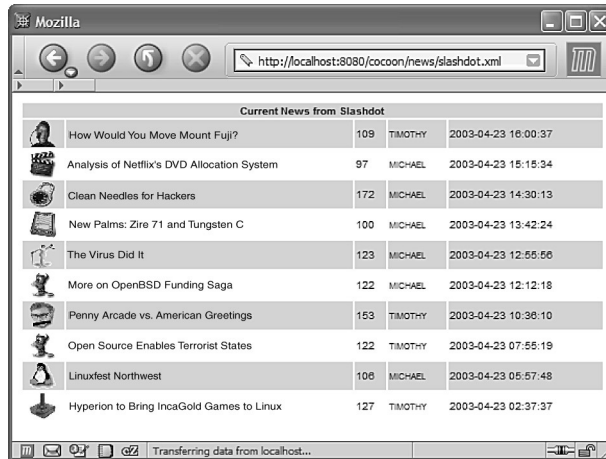 Mozilla
http://localhost:8080/cocoon/news/slashdot.xml
Current News from Slashdot
How Would You Move Mount Fuji? 109 TIMOTHY 2003-04-23 16:00:37
Analysis of Netflix's DVD Allocation System 97 MICHAEL 2003-04-23 15:15:34
Clean Needles for Hackers 172 MICHAEL 2003-04-23 14:30:13
New Palms: Zire 71 and Tungsten C 100 MICHAEL 2003-04-23 13:42:24
The Virus Did It 123 MICHAEL 2003-04-23 12:55:56
More on OpenBSD Funding Saga 122 MICHAEL 2003-04-23 12:12:18
Penny Arcade vs. American Greetings 153 TIMOTHY 2003-04-23 10:36:10
Open Source Enables Terrorist States 122 TIMOTHY 2003-04-23 07:55:19
Linuxfest Northwest 106 MICHAEL 2003-04-23 05:57:48
Hyperion to Bring IncaGold Games to Linux 127 TIMOTHY 2003-04-23 02:37:37
Transferring data from localhost...